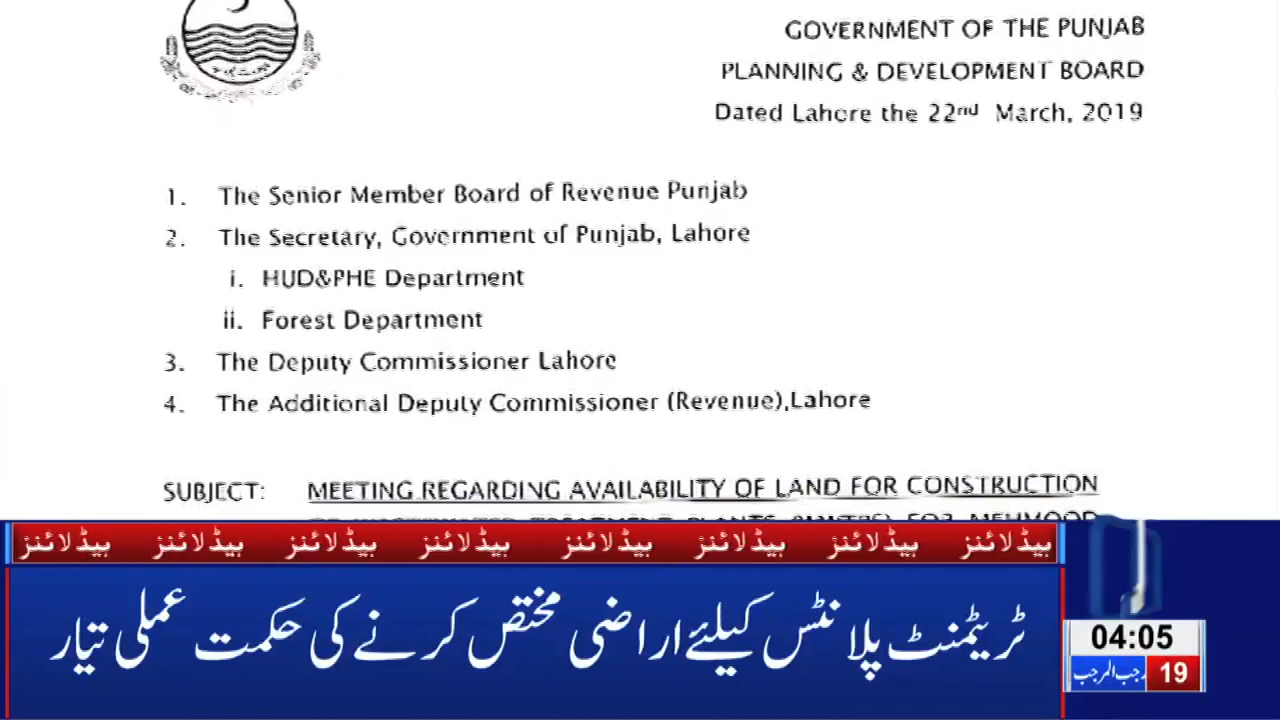 GOVERNMENT OF THE PUNJAB
PLANNING & DEVELOPMENT BOARD
Dated Lahore the 22nd March, 2019
1. The Senior Member Board of Revenue Punjab
2. The Secretary, Government of Punjab, Lahore
i. HUD&PHE Department
ii. Forest Department
3. The Deputy Commissioner Lahore
4. The Additional Deputy Commissioner (Revenue),Lahore
SUBJECT: MEETING REGARDING AVAILABILITY OF LAND FOR CONSTRUCTION
TREATMENT PLANTS FOR MEHMOOD
ہیڈلائنز ہیڈلائنز ہیڈلائنز ہیڈلائنز ہیڈلائنز ہیڈلائنز ہیڈلائنز ہیڈلائنز
ٹریٹمنٹ پلانٹس کیلئے اراضی مختص کرنے کی حکمت عملی تیار
04:05
19 رجب المرجب